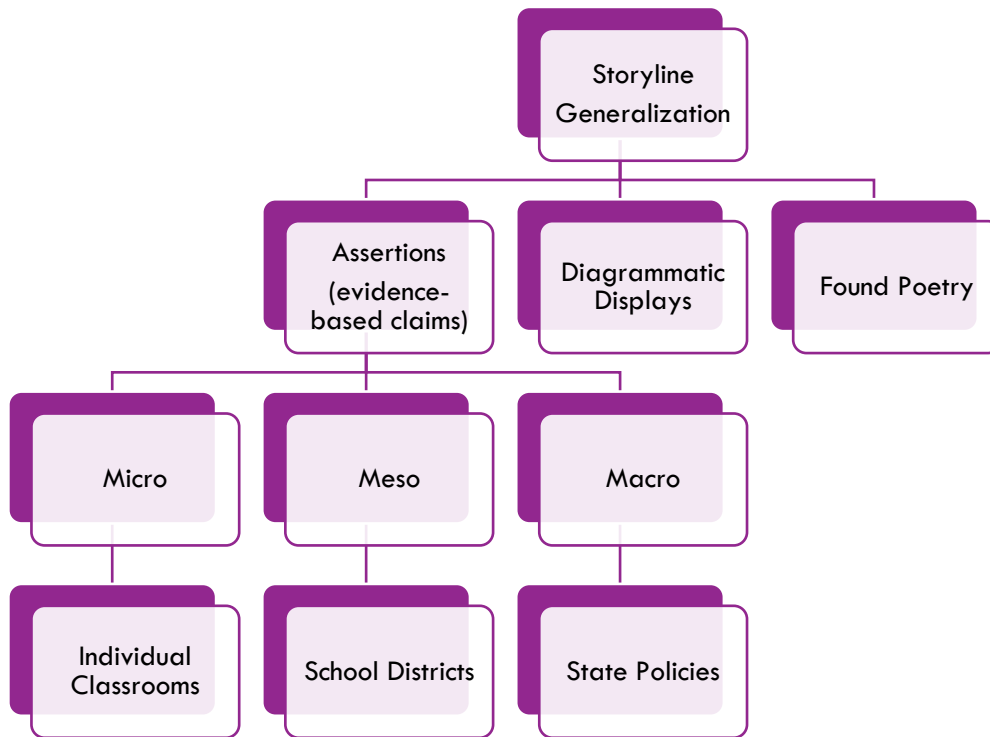 Storyline
Generalization
Assertions
(evidence-
based claims)
Diagrammatic
Displays
Found Poetry
Micro
Meso
Macro
Individual
Classrooms
School Districts
State Policies